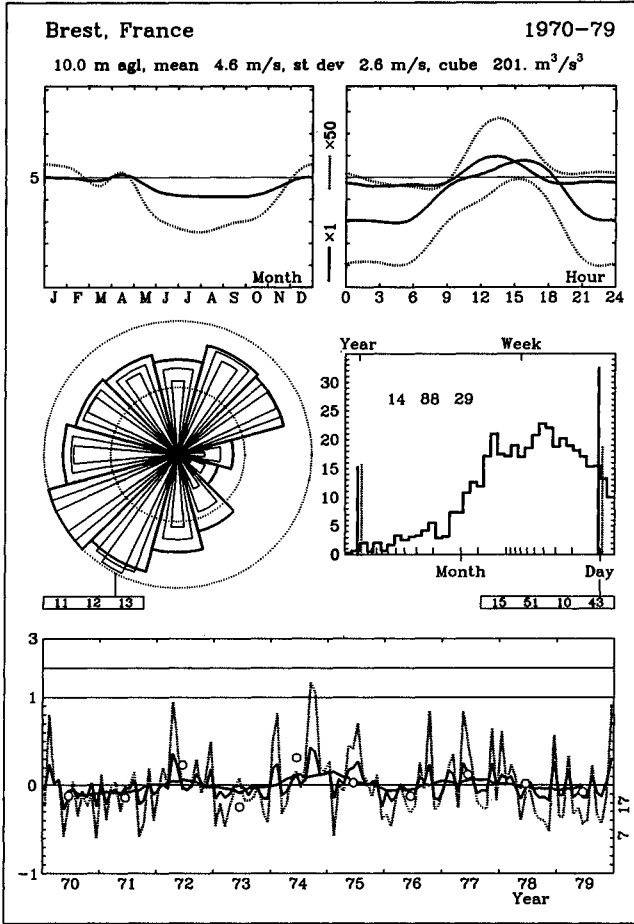 Brest, France 1970-79
10.0 m agl, mean 4.6 m/s, st dev 2.6 m/s, cube 201. m³/s³
5
×1 ×50
Month
Hour
J F M A M J J A S O N D
0 3 6 9 12 15 18 21 24
Year Week
35
30
25
20
15
10
5
0
14 88 29
Month Day
11 12 13
15 51 10 43
3
1
0
-1
7 17
70 71 72 73 74 75 76 77 78 79
Year